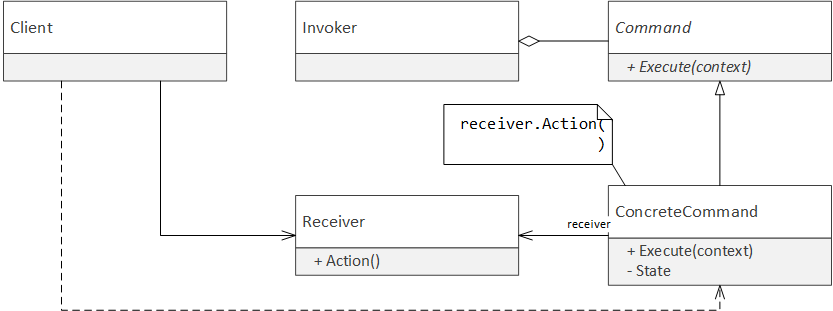 Client
Invoker
Command
+ Execute(context)
receiver.Action(
)
Receiver
+ Action()
receiver
ConcreteCommand
+ Execute(context)
- State